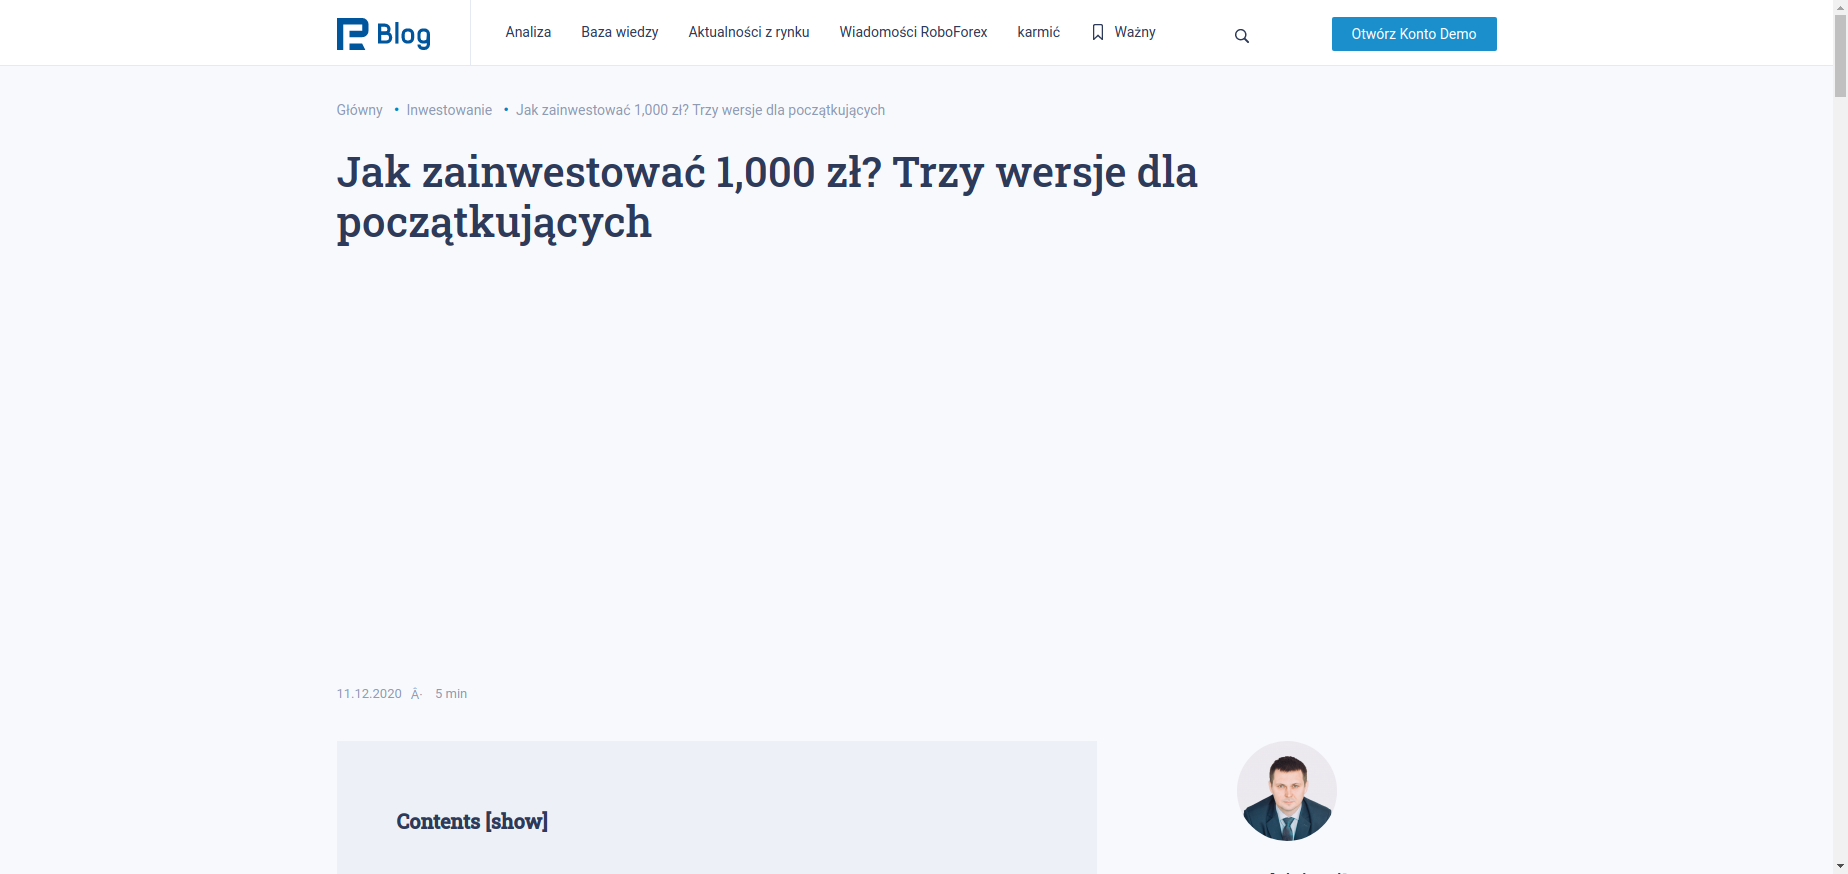 Blog
Analiza
Baza wiedzy
Aktualności z rynku
Wiadomości RoboForex
karmić
Ważny
Otwórz Konto Demo
Główny • Inwestowanie • Jak zainwestować 1,000 zł? Trzy wersje dla początkujących
Jak zainwestować 1,000 zł? Trzy wersje dla
początkujących
11.12.2020 Â· 5 min
Contents [show]